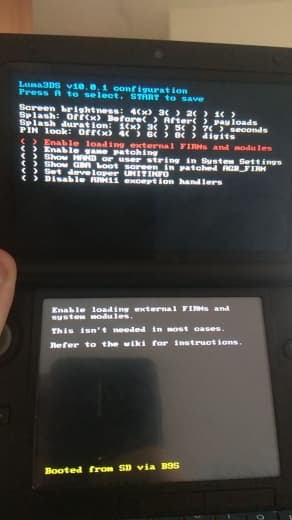 Luma3DS v10.0.1 configuration
Press A to select, START to save
Screen brightness: 4(x) 3( ) 2( ) 1( )
Splash: Off(x) Before( ) After( ) payloads
Splash duration: 1(x) 3( ) 5( ) 7( ) seconds
PIN lock: Off(x) 4( ) 6( ) 8( ) digits
( ) Enable loading external FIRMs and modules
( ) Enable game patching
( ) Show NAND or user string in System Settings
( ) Show GBA boot screen in patched AGB_FIRM
( ) Set developer UNITINFO
( ) Disable ARM11 exception handlers
Enable loading external FIRMs and
system modules.
This isn't needed in most cases.
Refer to the wiki for instructions.
Booted from SD via B9S